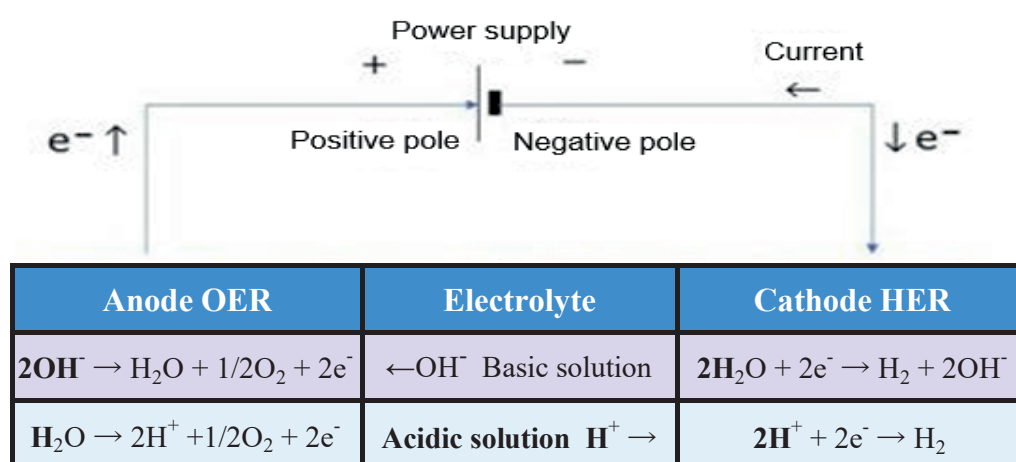 Power supply
+ −
Current
←
e⁻ ↑
Positive pole
Negative pole
↓ e⁻
Anode OER
Electrolyte
Cathode HER
2OH⁻ → H₂O + 1/2O₂ + 2e⁻
←OH⁻ Basic solution
2H₂O + 2e⁻ → H₂ + 2OH⁻
H₂O → 2H⁺ +1/2O₂ + 2e⁻
Acidic solution H⁺ →
2H⁺ + 2e⁻ → H₂